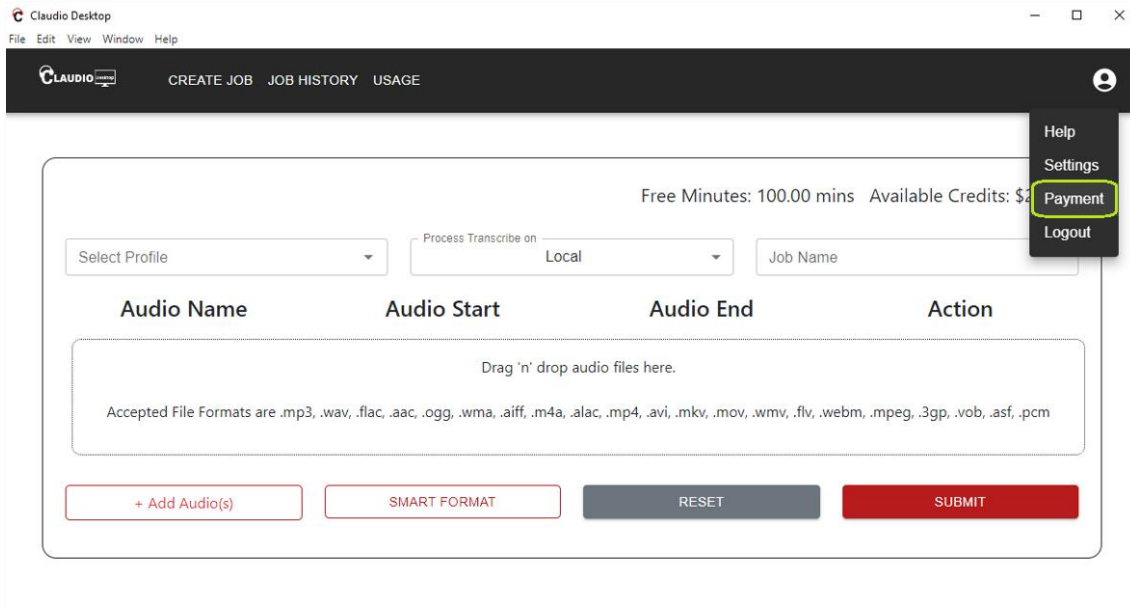 Claudio Desktop
File Edit View Window Help
CLAUDIO
CREATE JOB JOB HISTORY USAGE
Help
Settings
Payment
Logout
Free Minutes: 100.00 mins Available Credits: $2
Select Profile
Process Transcribe on
Local
Job Name
Audio Name Audio Start Audio End Action
Drag 'n' drop audio files here.
Accepted File Formats are .mp3, .wav, .flac, .aac, .ogg, .wma, .aiff, .m4a, .alac, .mp4, .avi, .mkv, .mov, .wmv, .flv, .webm, .mpeg, .3gp, .vob, .asf, .pcm
+ Add Audio(s) SMART FORMAT RESET SUBMIT